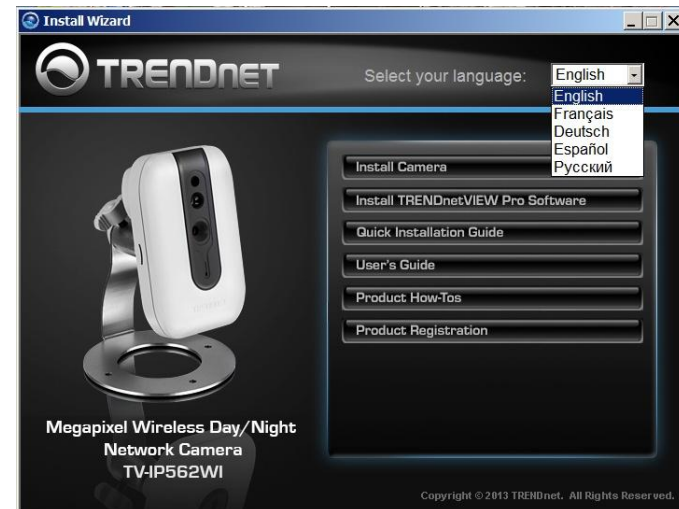 Install Wizard
TRENDnet
Select your language:
English
English
Français
Deutsch
Español
Русский
Install Camera
Install TRENDnetVIEW Pro Software
Quick Installation Guide
User's Guide
Product How-Tos
Product Registration
Megapixel Wireless Day/Night
Network Camera
TV-IP562WI
Copyright © 2013 TRENDnet. All Rights Reserved.